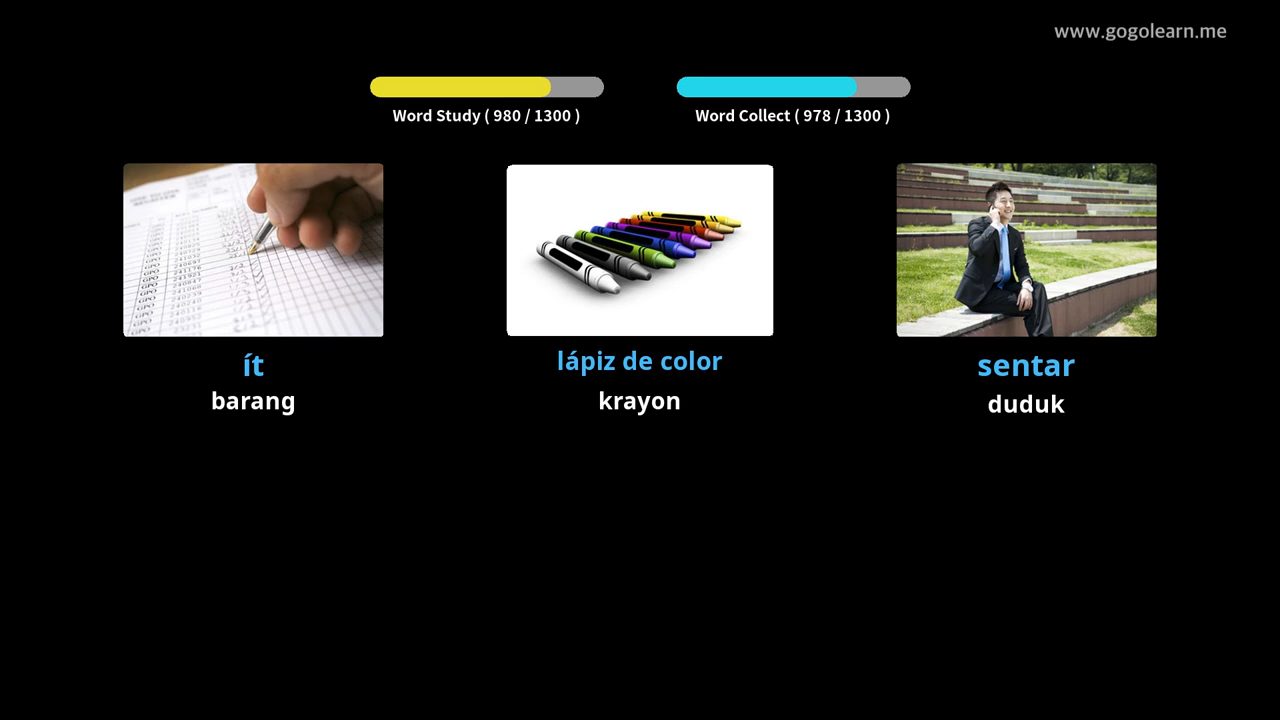 www.gogolearn.me
Word Study ( 980 / 1300 )
Word Collect ( 978 / 1300 )
ít
barang
lápiz de color
krayon
sentar
duduk